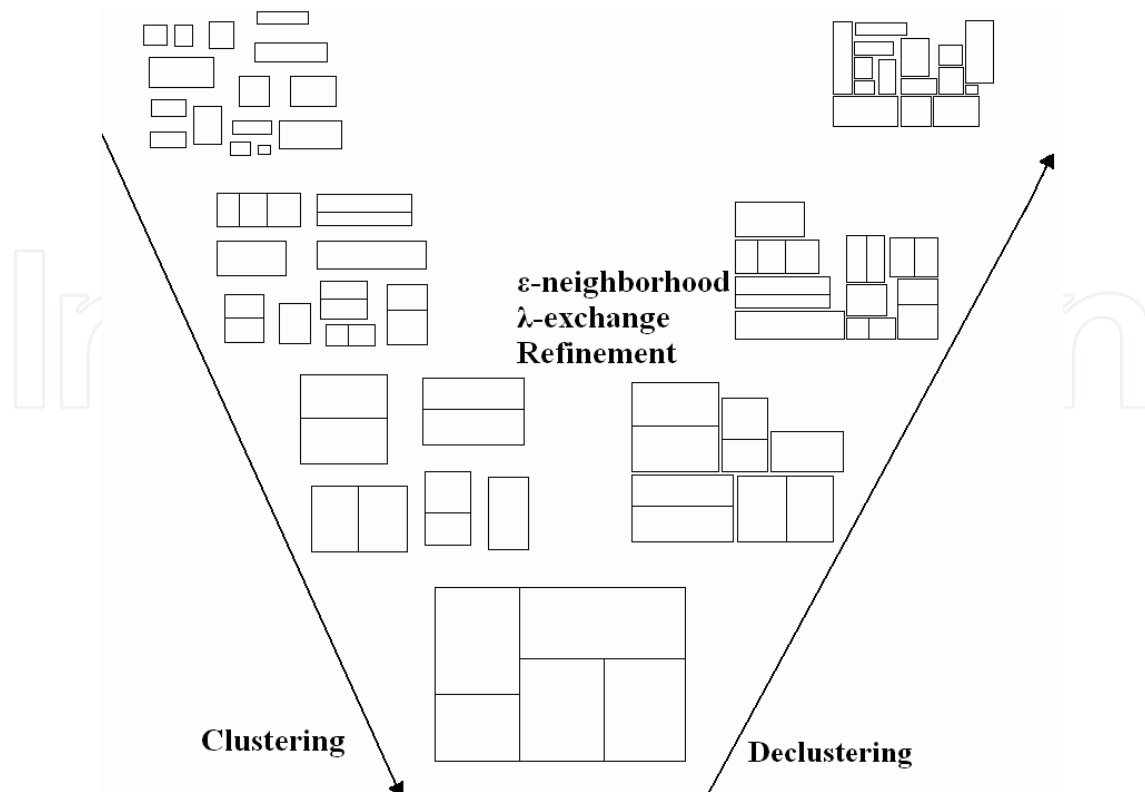 ε-neighborhood
λ-exchange
Refinement
Clustering
Declustering